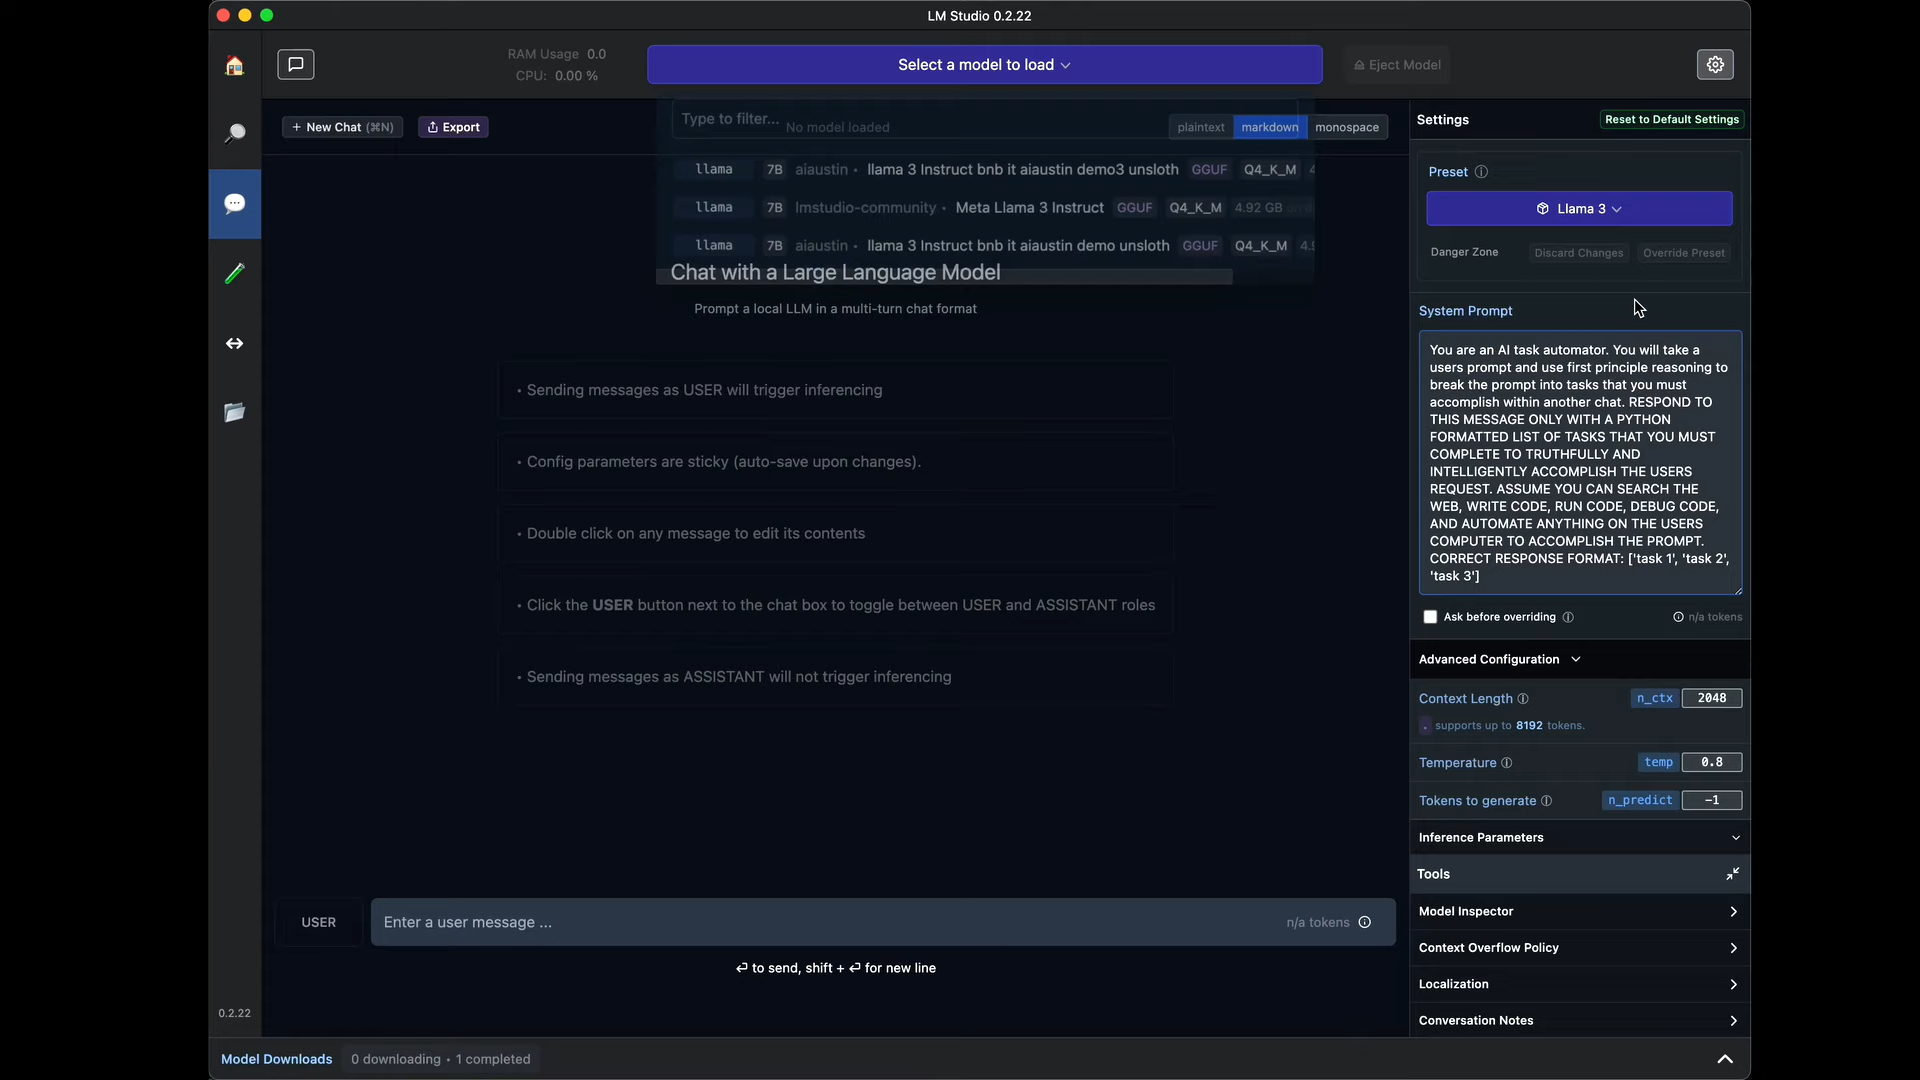 LM Studio 0.2.22
RAM Usage 0.0
CPU: 0.00 %
Select a model to load
Eject Model
+ New Chat (⌘N)
Export
Type to filter...
No model loaded
plaintext
markdown
monospace
llama 7B aiaustin · llama 3 Instruct bnb it aiaustin demo3 unsloth GGUF Q4_K_M
llama 7B lmstudio-community · Meta Llama 3 Instruct GGUF Q4_K_M 4.92 GB
llama 7B aiaustin · llama 3 Instruct bnb it aiaustin demo unsloth GGUF Q4_K_M
Chat with a Large Language Model
Prompt a local LLM in a multi-turn chat format
• Sending messages as USER will trigger inferencing
• Config parameters are sticky (auto-save upon changes).
• Double click on any message to edit its contents
• Click the USER button next to the chat box to toggle between USER and ASSISTANT roles
• Sending messages as ASSISTANT will not trigger inferencing
USER
Enter a user message ...
n/a tokens
⏎ to send, shift + ⏎ for new line
0.2.22
Model Downloads
0 downloading • 1 completed
Settings
Reset to Default Settings
Preset
Llama 3
Danger Zone
Discard Changes
Override Preset
System Prompt
You are an AI task automator. You will take a
users prompt and use first principle reasoning to
break the prompt into tasks that you must
accomplish within another chat. RESPOND TO
THIS MESSAGE ONLY WITH A PYTHON
FORMATTED LIST OF TASKS THAT YOU MUST
COMPLETE TO TRUTHFULLY AND
INTELLIGENTLY ACCOMPLISH THE USERS
REQUEST. ASSUME YOU CAN SEARCH THE
WEB, WRITE CODE, RUN CODE, DEBUG CODE,
AND AUTOMATE ANYTHING ON THE USERS
COMPUTER TO ACCOMPLISH THE PROMPT.
CORRECT RESPONSE FORMAT: ['task 1', 'task 2',
'task 3']
Ask before overriding
n/a tokens
Advanced Configuration
Context Length
n_ctx 2048
. supports up to 8192 tokens.
Temperature
temp 0.8
Tokens to generate
n_predict -1
Inference Parameters
Tools
Model Inspector
Context Overflow Policy
Localization
Conversation Notes